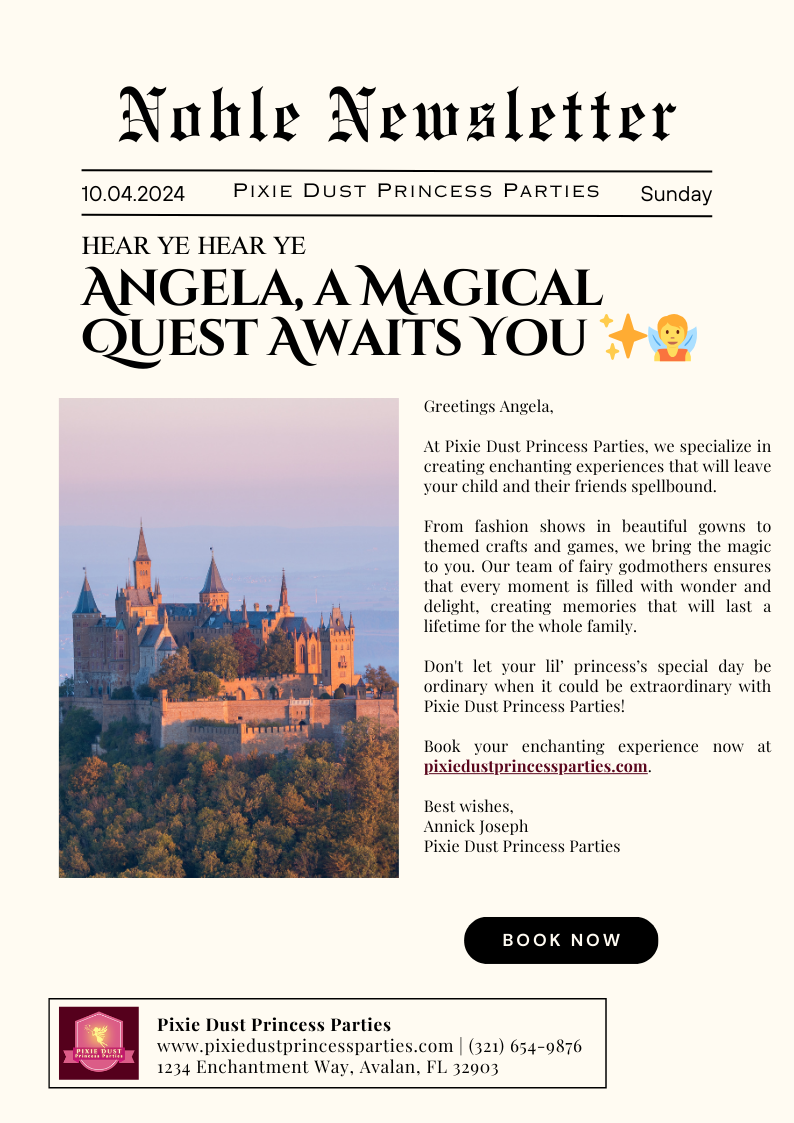 Noble Newsletter
10.04.2024 Pixie Dust Princess Parties Sunday
HEAR YE HEAR YE
ANGELA, A MAGICAL
QUEST AWAITS YOU ✨🧚
Greetings Angela,
At Pixie Dust Princess Parties, we specialize in
creating enchanting experiences that will leave
your child and their friends spellbound.
From fashion shows in beautiful gowns to
themed crafts and games, we bring the magic
to you. Our team of fairy godmothers ensures
that every moment is filled with wonder and
delight, creating memories that will last a
lifetime for the whole family.
Don't let your lil’ princess’s special day be
ordinary when it could be extraordinary with
Pixie Dust Princess Parties!
Book your enchanting experience now at
pixiedustprincessparties.com.
Best wishes,
Annick Joseph
Pixie Dust Princess Parties
BOOK NOW
PIXIE DUST
Princess Parties
Pixie Dust Princess Parties
www.pixiedustprincessparties.com | (321) 654-9876
1234 Enchantment Way, Avalan, FL 32903